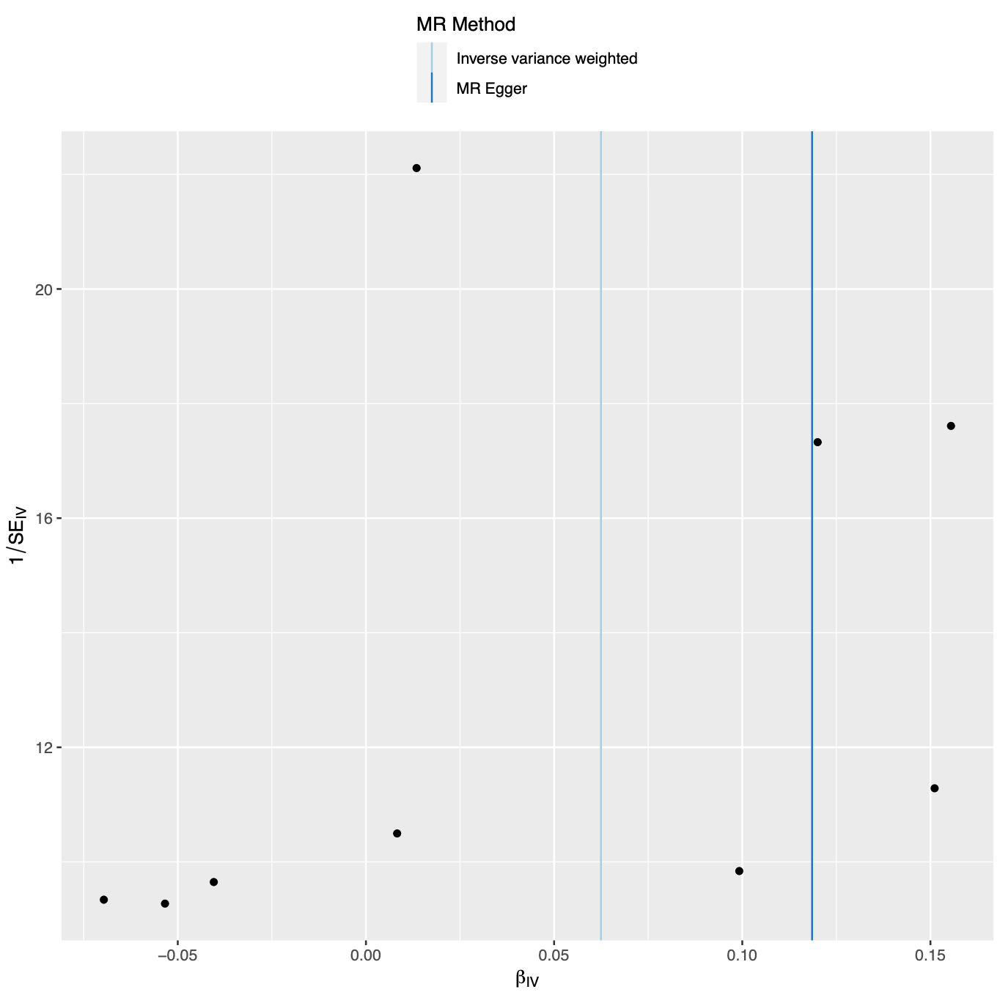 MR Method
Inverse variance weighted
MR Egger
20
16
12
1/SE_IV
−0.05
0.00
0.05
0.10
0.15
β_IV